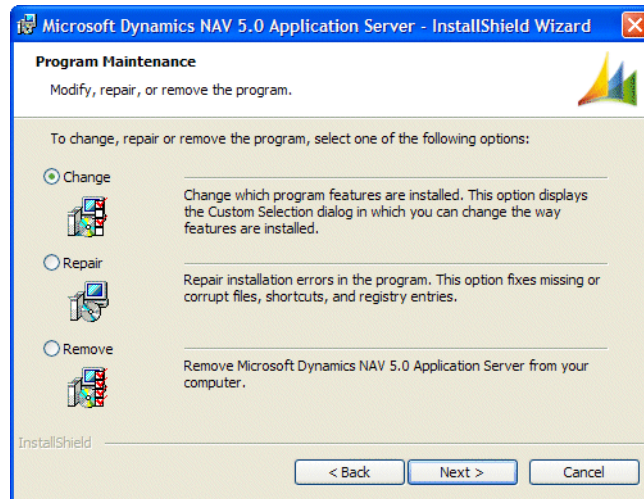 Microsoft Dynamics NAV 5.0 Application Server - InstallShield Wizard
Program Maintenance
Modify, repair, or remove the program.
To change, repair or remove the program, select one of the following options:
Change
Change which program features are installed. This option displays
the Custom Selection dialog in which you can change the way
features are installed.
Repair
Repair installation errors in the program. This option fixes missing or
corrupt files, shortcuts, and registry entries.
Remove
Remove Microsoft Dynamics NAV 5.0 Application Server from your
computer.
InstallShield
< Back Next > Cancel